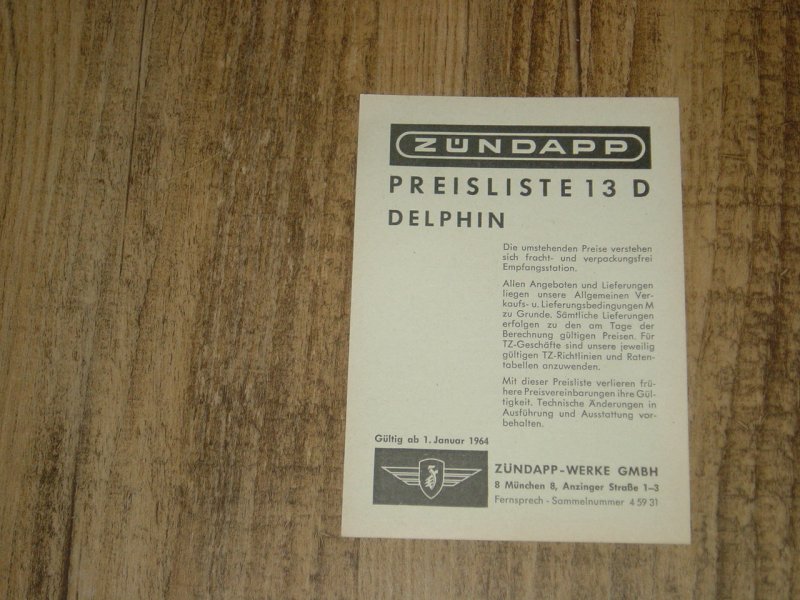 ZÜNDAPP
PREISLISTE 13 D
DELPHIN
Die umstehenden Preise verstehen
sich fracht- und verpackungsfrei
Empfangsstation.
Allen Angeboten und Lieferungen
liegen unsere Allgemeinen Ver-
kaufs- u. Lieferungsbedingungen M
zu Grunde. Sämtliche Lieferungen
erfolgen zu den am Tage der
Berechnung gültigen Preisen. Für
TZ-Geschäfte sind unsere jeweilig
gültigen TZ-Richtlinien und Raten-
tabellen anzuwenden.
Mit dieser Preisliste verlieren frü-
here Preisvereinbarungen ihre Gül-
tigkeit. Technische Änderungen in
Ausführung und Ausstattung vor-
behalten.
Gültig ab 1. Januar 1964
ZÜNDAPP-WERKE GMBH
8 München 8, Anzinger Straße 1-3
Fernsprech - Sammelnummer 4 59 31